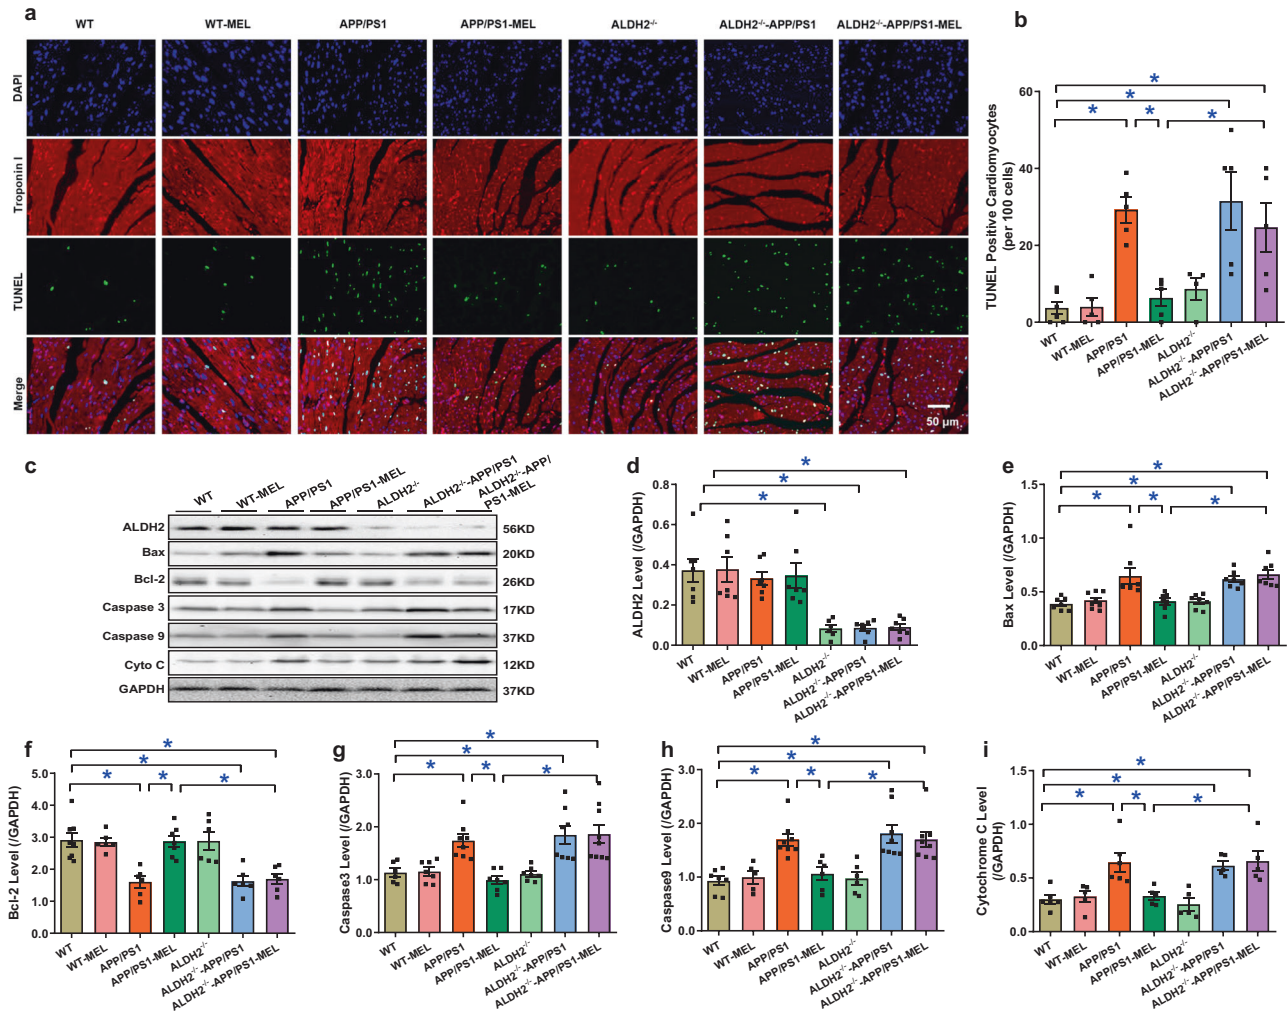 a
WT
WT-MEL
APP/PS1
APP/PS1-MEL
ALDH2-/-
ALDH2-/--APP/PS1
ALDH2-/--APP/PS1-MEL
DAPI
Troponin I
TUNEL
Merge
50 μm
b
TUNEL Positive Cardiomyocytes
(per 100 cells)
60
40
20
0
* * * * *
WT
WT-MEL
APP/PS1
APP/PS1-MEL
ALDH2-/-
ALDH2-/--APP/PS1
ALDH2-/--APP/PS1-MEL
c
WT
WT-MEL
APP/PS1
APP/PS1-MEL
ALDH2-/-
ALDH2-/--APP/PS1
ALDH2-/--APP/
PS1-MEL
ALDH2 56KD
Bax 20KD
Bcl-2 26KD
Caspase 3 17KD
Caspase 9 37KD
Cyto C 12KD
GAPDH 37KD
d
ALDH2 Level (/GAPDH)
0.8
0.6
0.4
0.2
0.0
* * *
WT
WT-MEL
APP/PS1
APP/PS1-MEL
ALDH2-/-
ALDH2-/--APP/PS1
ALDH2-/--APP/PS1-MEL
e
Bax Level (/GAPDH)
1.5
1.0
0.5
0.0
* * * * *
WT
WT-MEL
APP/PS1
APP/PS1-MEL
ALDH2-/-
ALDH2-/--APP/PS1
ALDH2-/--APP/PS1-MEL
f
Bcl-2 Level (/GAPDH)
5.0
4.0
3.0
2.0
1.0
0.0
* * * * *
WT
WT-MEL
APP/PS1
APP/PS1-MEL
ALDH2-/-
ALDH2-/--APP/PS1
ALDH2-/--APP/PS1-MEL
g
Caspase3 Level (/GAPDH)
3.0
2.0
1.0
0.0
* * * * *
WT
WT-MEL
APP/PS1
APP/PS1-MEL
ALDH2-/-
ALDH2-/--APP/PS1
ALDH2-/--APP/PS1-MEL
h
Caspase9 Level (/GAPDH)
3.0
2.0
1.0
0.0
* * * * *
WT
WT-MEL
APP/PS1
APP/PS1-MEL
ALDH2-/-
ALDH2-/--APP/PS1
ALDH2-/--APP/PS1-MEL
i
Cytochrome C Level
(/GAPDH)
1.5
1.0
0.5
0.0
* * * * *
WT
WT-MEL
APP/PS1
APP/PS1-MEL
ALDH2-/-
ALDH2-/--APP/PS1
ALDH2-/--APP/PS1-MEL